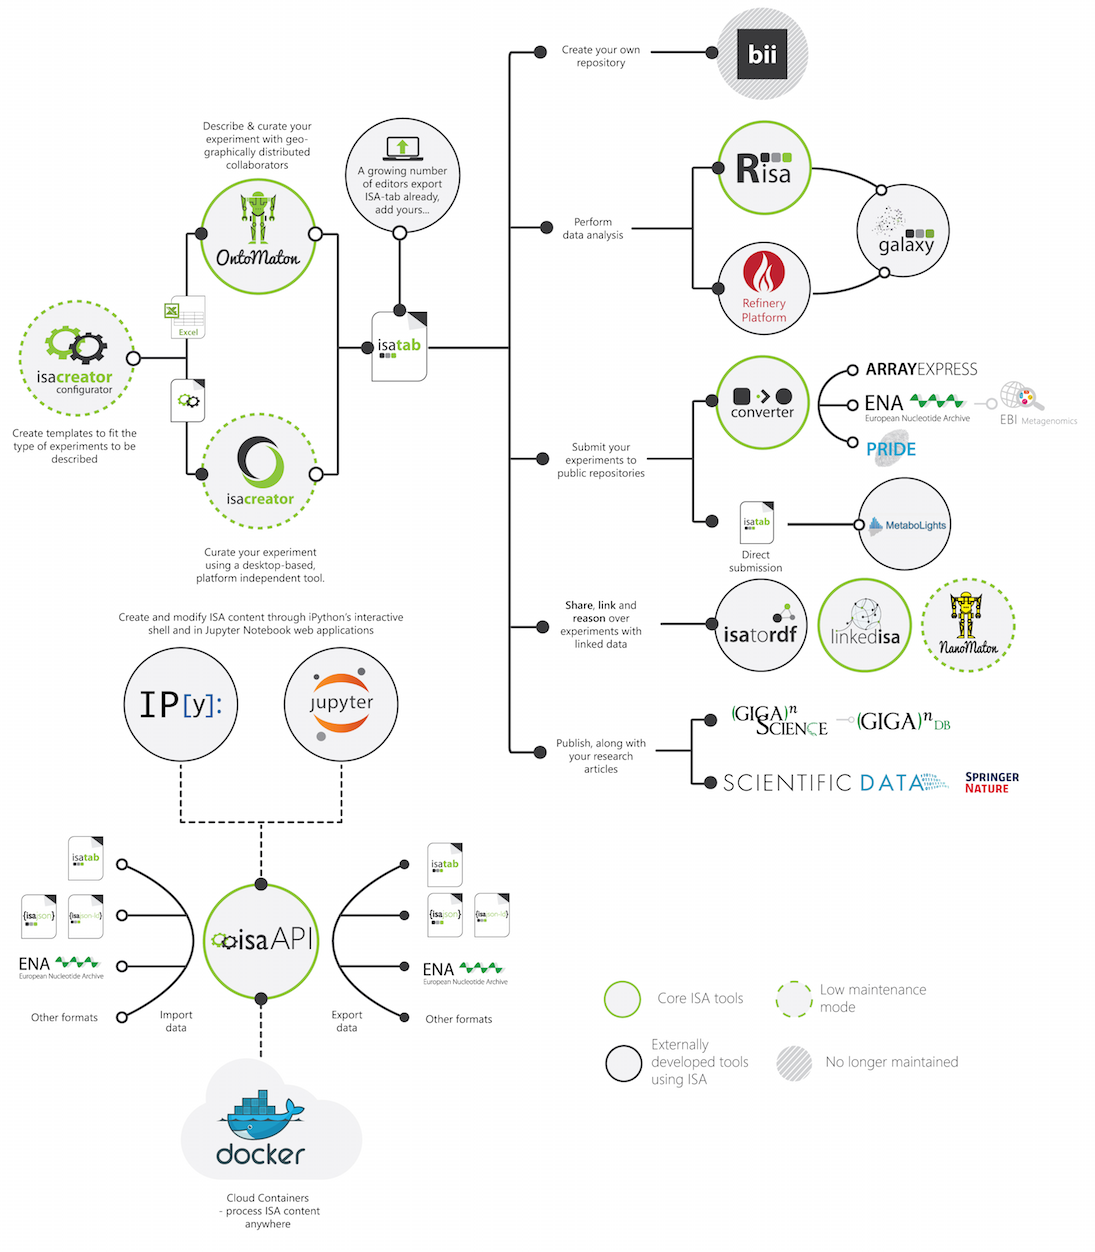 Create your own
repository
bii
Describe & curate your
experiment with geo-
graphically distributed
collaborators
OntoMaton
A growing number
of editors export
ISA-tab already,
add yours...
Risa
Perform
data analysis
galaxy
Refinery
Platform
Excel
isatab
isacreator
configurator
Create templates to fit the
type of experiments to be
described
isacreator
Curate your experiment
using a desktop-based,
platform independent tool.
converter
ARRAYEXPRESS
ENA
European Nucleotide Archive
EBI Metagenomics
PRIDE
Submit your
experiments to
public repositories
isatab
Direct
submission
MetaboLights
Share, link and
reason over
experiments with
linked data
isatordf
linkedisa
NanoMaton
Publish, along with
your research
articles
(GIGA)n
SCIENCE
(GIGA)n DB
SCIENTIFIC DATA
SPRINGER
NATURE
Create and modify ISA content through iPython's interactive
shell and in Jupyter Notebook web applications
IP[y]:
jupyter
isatab
{isajson}
{isajson-ld}
ENA
European Nucleotide Archive
Other formats
Import
data
isaAPI
Export
data
isatab
{isajson}
{isajson-ld}
ENA
European Nucleotide Archive
Other formats
docker
Cloud Containers
- process ISA content
anywhere
Core ISA tools
Low maintenance
mode
Externally
developed tools
using ISA
No longer maintained